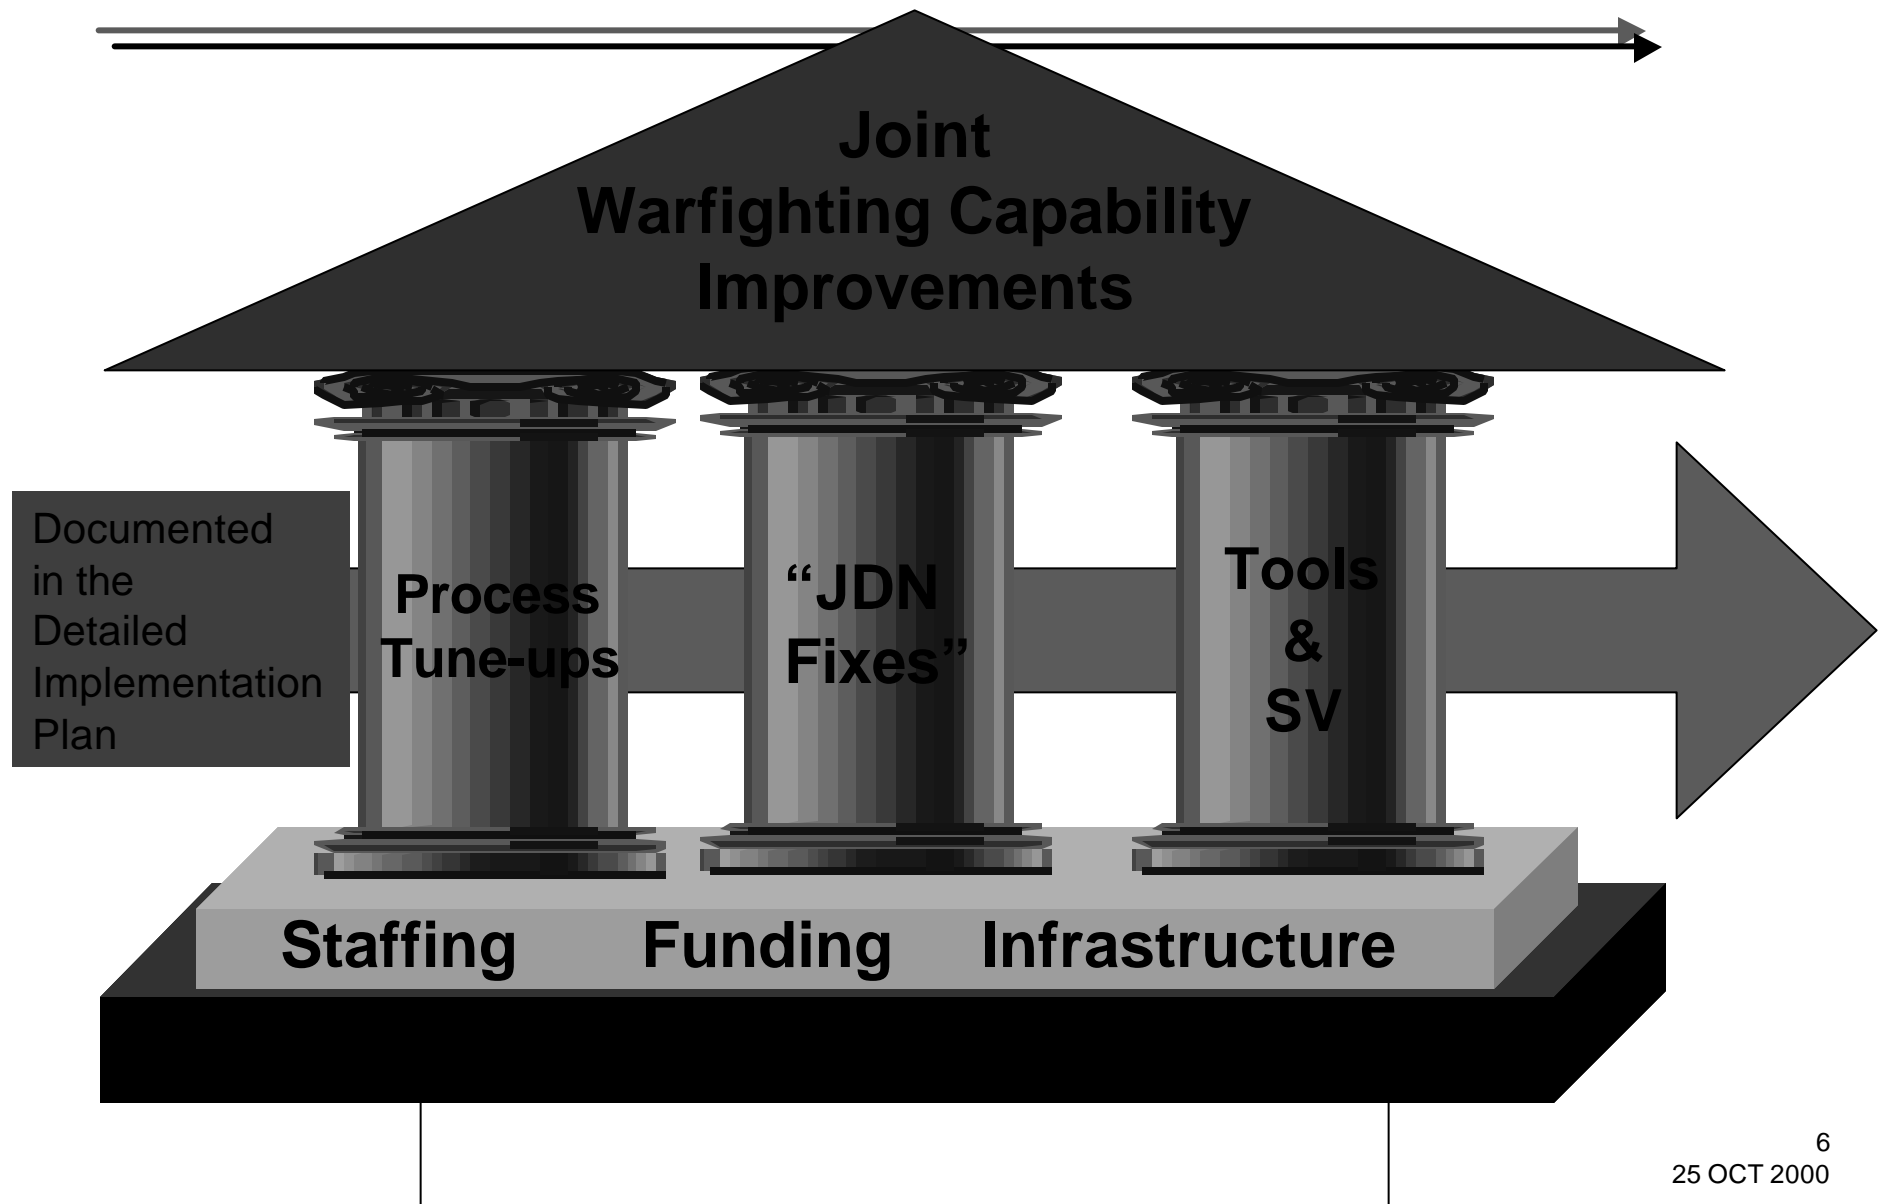 Joint
Warfighting Capability
Improvements
Documented
in the
Detailed
Implementation
Plan
Process
Tune-ups
“JDN
Fixes”
Tools
&
SV
Staffing Funding Infrastructure
6
25 OCT 2000